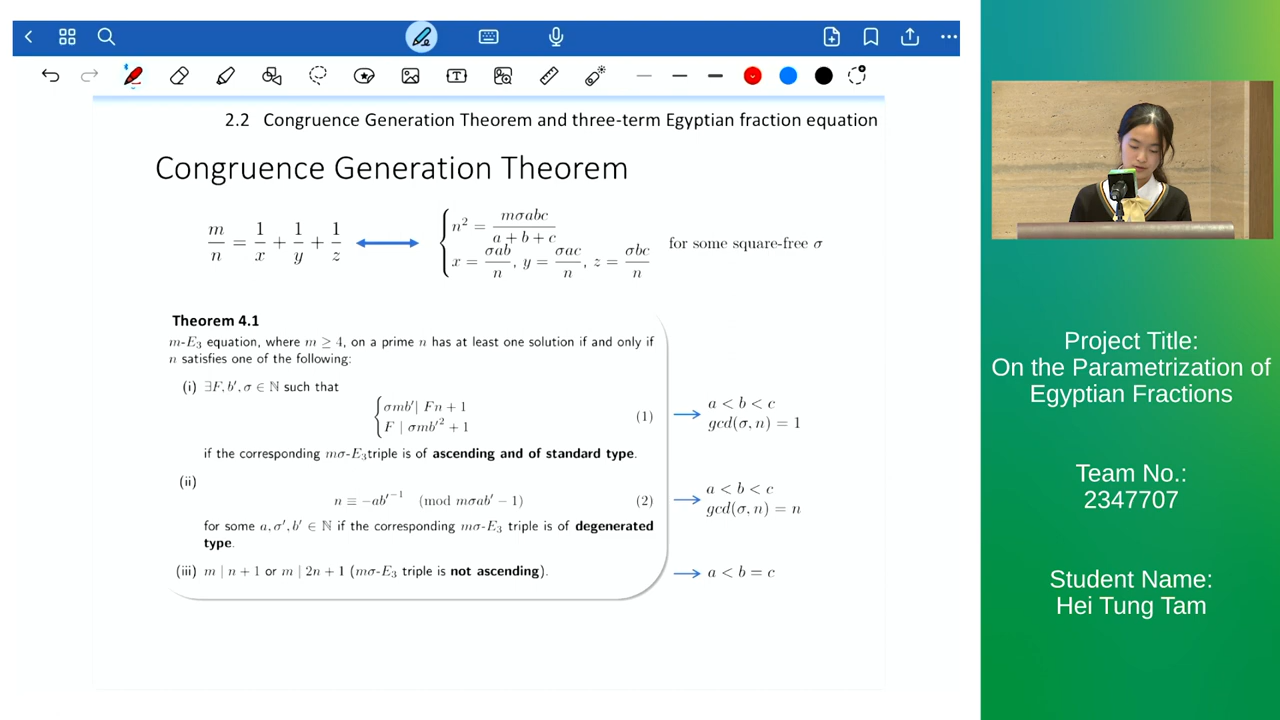 2.2 Congruence Generation Theorem and three-term Egyptian fraction equation
Congruence Generation Theorem
m/n = 1/x + 1/y + 1/z ⟷ { n² = mσabc/(a + b + c)
x = σab/n, y = σac/n, z = σbc/n
for some square-free σ
Theorem 4.1
m-E₃ equation, where m ≥ 4, on a prime n has at least one solution if and only if
n satisfies one of the following:
(i) ∃F, b′, σ ∈ ℕ such that
{ σmb′| Fn + 1
F | σmb′² + 1 (1)
if the corresponding mσ-E₃triple is of ascending and of standard type.
→ a < b < c
gcd(σ, n) = 1
(ii)
n ≡ −ab′⁻¹ (mod mσab′ − 1) (2)
for some a, σ′, b′ ∈ ℕ if the corresponding mσ-E₃ triple is of degenerated
type.
→ a < b < c
gcd(σ, n) = n
(iii) m | n + 1 or m | 2n + 1 (mσ-E₃ triple is not ascending).
→ a < b = c
Project Title:
On the Parametrization of
Egyptian Fractions
Team No.:
2347707
Student Name:
Hei Tung Tam